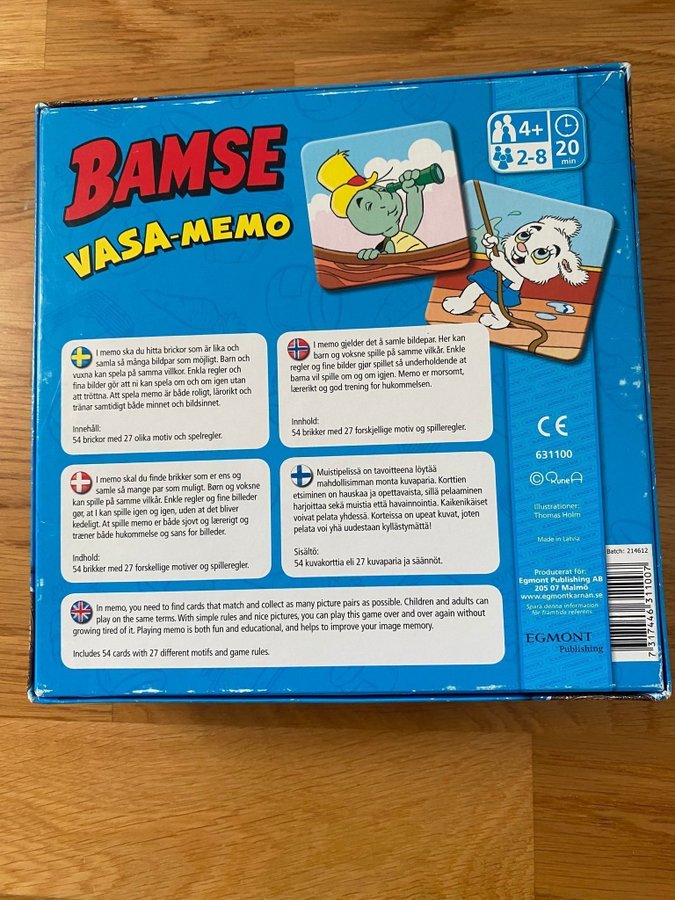 BAMSE
VASA-MEMO
4+
2-8
20
min
I memo ska du hitta brickor som är lika och
samla så många bildpar som möjligt. Barn och
vuxna kan spela på samma villkor. Enkla regler och
fina bilder gör att ni kan spela om och om igen utan
att tröttna. Att spela memo är både roligt, lärorikt och
tränar samtidigt både minnet och bildsinnet.
Innehåll:
54 brickor med 27 olika motiv och spelregler.
I memo gjelder det å samle bildepar. Her kan
barn og voksne spille på samme vilkår. Enkle
regler og fine bilder gjør spillet så underholdende at
barna vil spille om og om igjen. Memo er morsomt,
lærerikt og god trening for hukommelsen.
Innhold:
54 brikker med 27 forskjellige motiv og spilleregler.
I memo skal du finde brikker som er ens og
samle så mange par som muligt. Børn og voksne
kan spille på samme vilkår. Enkle regler og fine billeder
gør, at I kan spille igen og igen, uden at det bliver
kedeligt. At spille memo er både sjovt og lærerigt og
træner både hukommelse og sans for billeder.
Indhold:
54 brikker med 27 forskellige motiver og spilleregler.
Muistipelissä on tavoitteena löytää
mahdollisimman monta kuvaparia. Korttien
etsiminen on hauskaa ja opettavaista, sillä pelaaminen
harjoittaa sekä muistia että havainnointia. Kaikenikäiset
voivat pelata yhdessä. Korteissa on upeat kuvat, joten
pelata voi yhä uudestaan kyllästymättä!
Sisältö:
54 kuvakorttia eli 27 kuvaparia ja säännöt.
In memo, you need to find cards that match and collect as many picture pairs as possible. Children and adults can
play on the same terms. With simple rules and nice pictures, you can play this game over and over again without
growing tired of it. Playing memo is both fun and educational, and helps to improve your image memory.
Includes 54 cards with 27 different motifs and game rules.
CE
631100
© Rune A
Illustrationer:
Thomas Holm
Made in Latvia
Batch: 214612
Producerat för:
Egmont Publishing AB
205 07 Malmö
www.egmontkarnan.se
Spara denna information
för framtida referens
EGMONT
Publishing
7 317446 311007